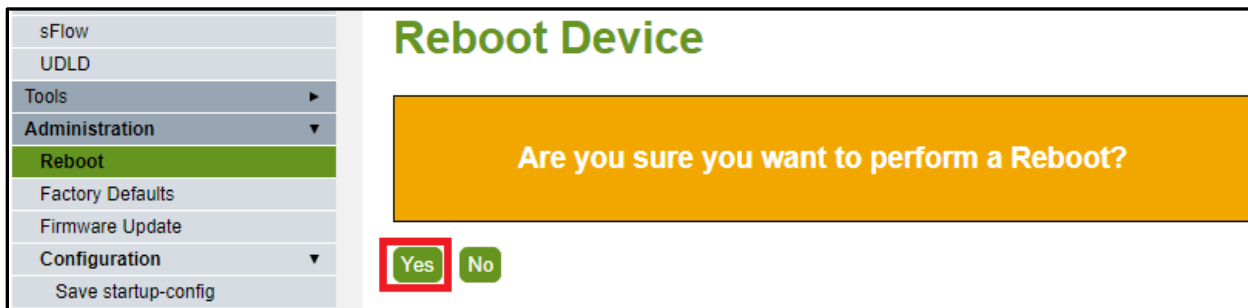 sFlow
UDLD
Tools
Administration
Reboot
Factory Defaults
Firmware Update
Configuration
Save startup-config
Reboot Device
Are you sure you want to perform a Reboot?
Yes No